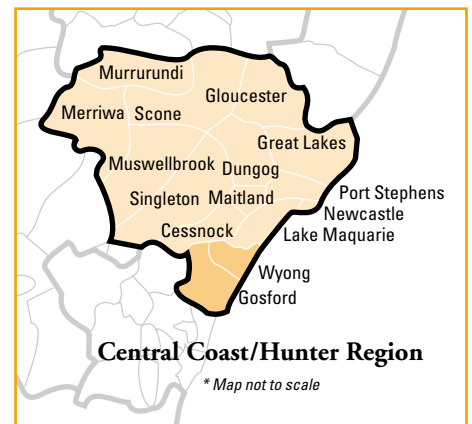 Murrurundi
Gloucester
Merriwa Scone
Great Lakes
Muswellbrook Dungog
Port Stephens
Singleton Maitland
Newcastle
Cessnock
Lake Maquarie
Wyong
Gosford
Central Coast/Hunter Region
* Map not to scale